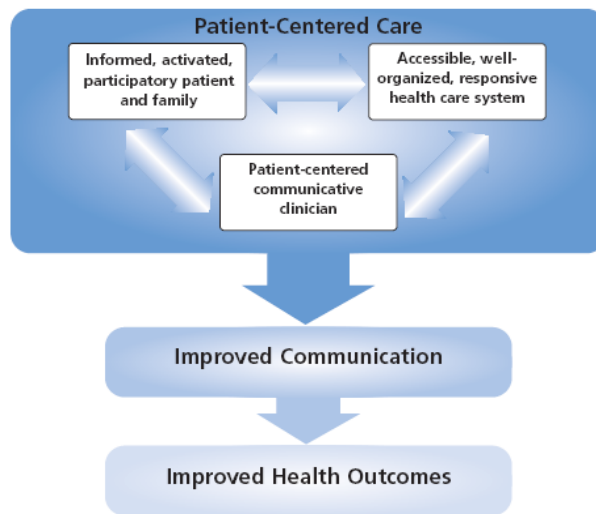 Patient-Centered Care
Informed, activated,
participatory patient
and family
Accessible, well-
organized, responsive
health care system
Patient-centered
communicative
clinician
Improved Communication
Improved Health Outcomes